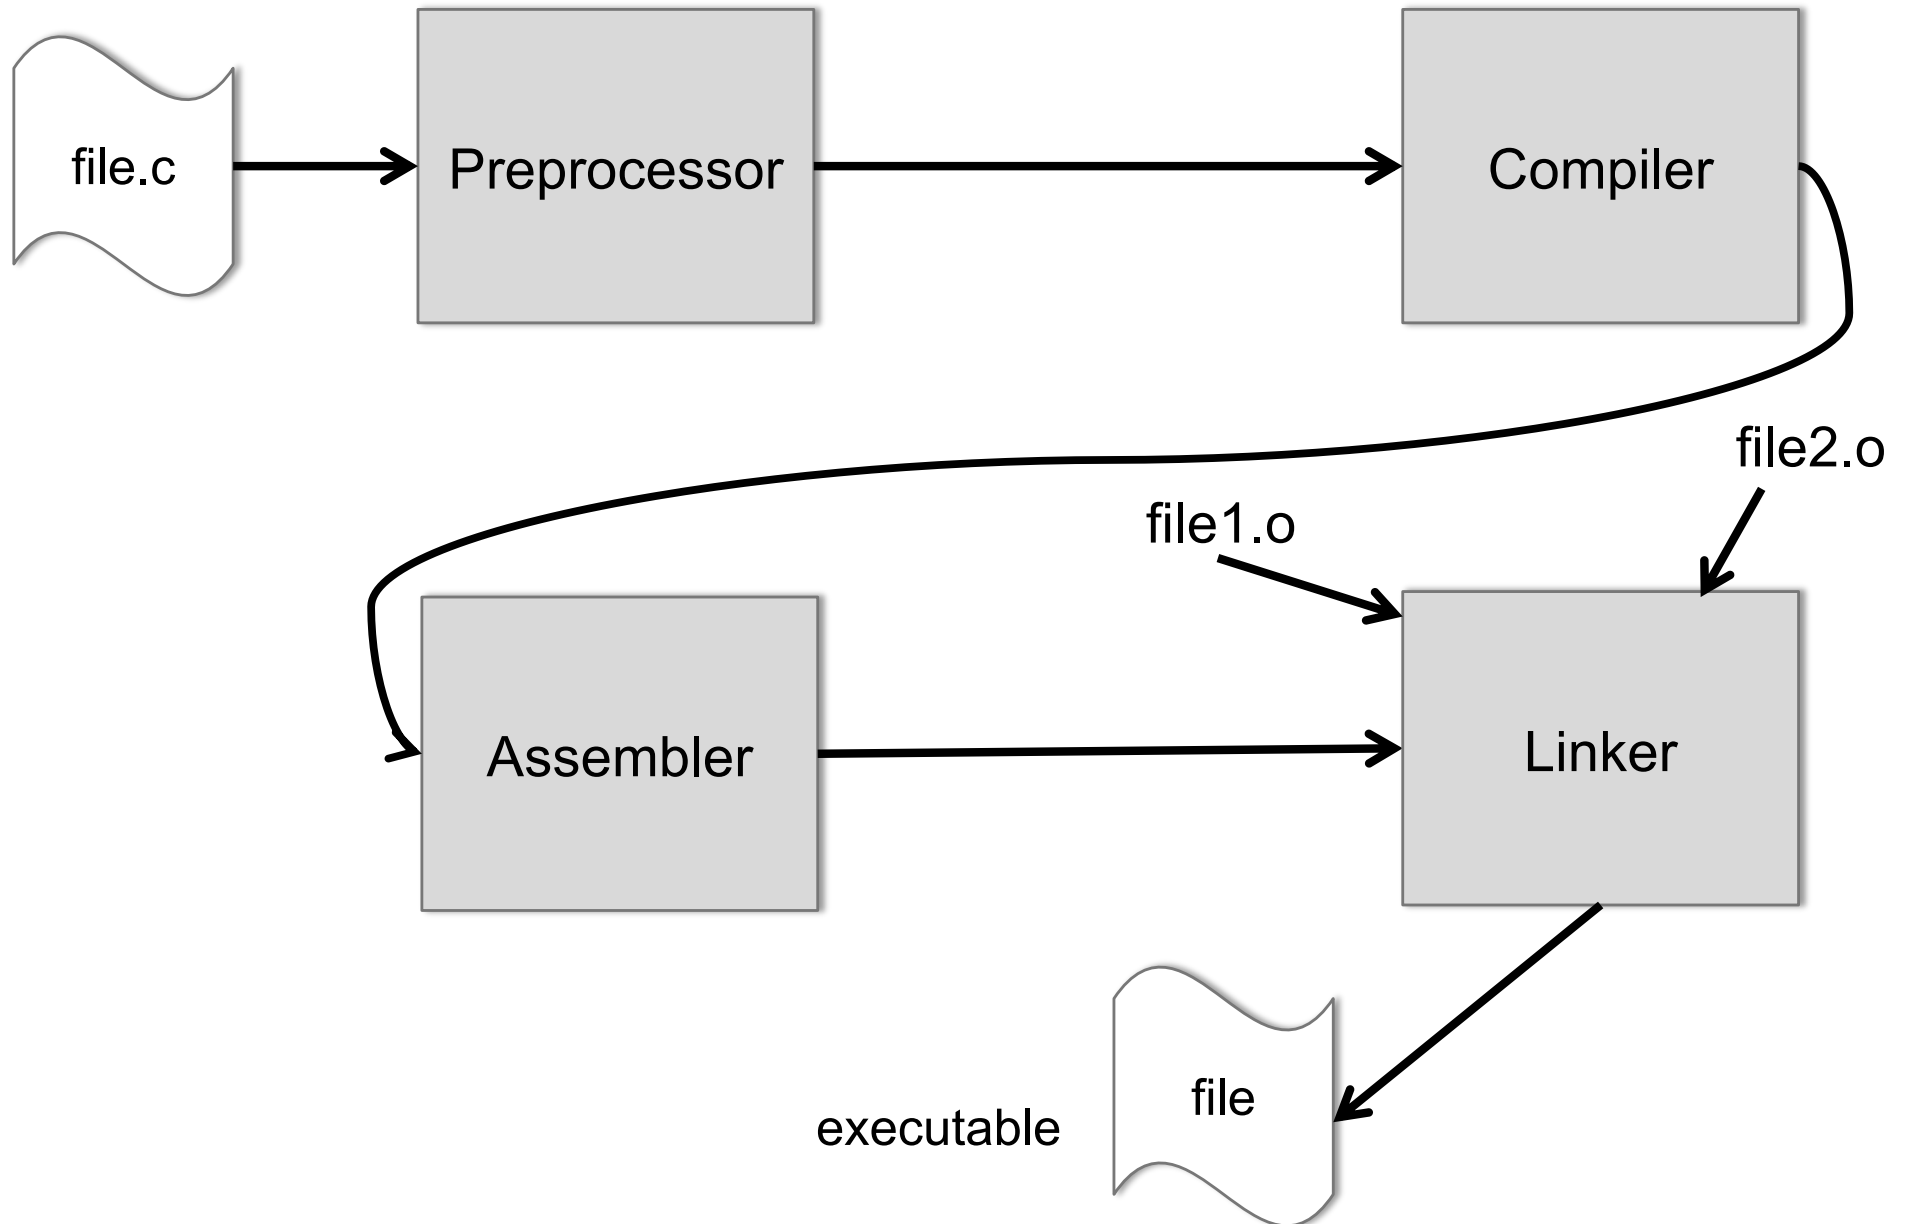 file.c
Preprocessor
Compiler
file2.o
file1.o
Assembler
Linker
file
executable